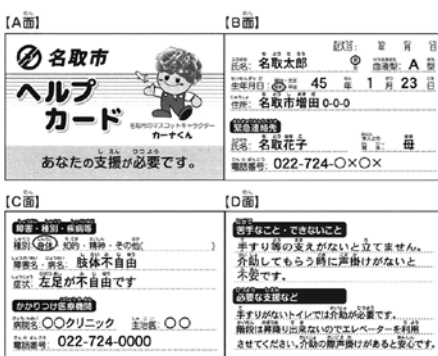 【A面】
名取市
ヘルプ
カード
名取市のマスコットキャラクター
カーナくん
あなたの支援が必要です。
【B面】
年 月 日
氏名: 名取太郎 男 血液型: A 型
生年月日: 45 年 1 月 23 日
住所: 名取市増田 0-0-0
緊急連絡先
氏名: 名取花子 母
電話番号: 022-724-○×○×
【C面】
障害・種別・疾病等
種別: 身体・知的・精神・その他( )
障害名・病名: 肢体不自由
症状: 左足が不自由です
かかりつけ医療機関
病院名: ○○クリニック 主治医: ○○
電話番号: 022-724-0000
【D面】
苦手なこと・できないこと
手すり等の支えがないと立てません。
介助してもらう時に声掛けがないと
不安です。
必要な支援など
手すりがないトイレでは介助が必要です。
階段は昇降り出来ないのでエレベーターを利用
させてください。介助の際声掛けがあると安心です。